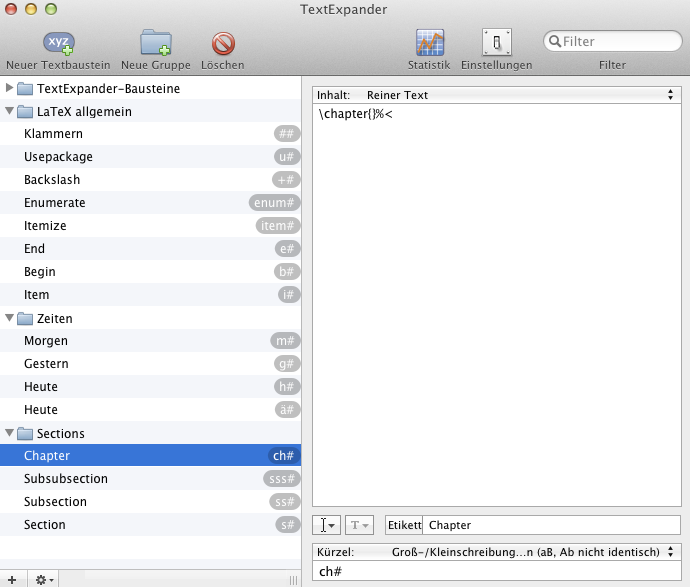 TextExpander
xyz
Neuer Textbaustein Neue Gruppe Löschen Statistik Einstellungen Filter
Filter
TextExpander-Bausteine
LaTeX allgemein
Klammern ##
Usepackage u#
Backslash +#
Enumerate enum#
Itemize item#
End e#
Begin b#
Item i#
Zeiten
Morgen m#
Gestern g#
Heute h#
Heute ä#
Sections
Chapter ch#
Subsubsection sss#
Subsection ss#
Section s#
Inhalt: Reiner Text
\chapter{}%<
T
Etikett Chapter
Kürzel: Groß-/Kleinschreibung...n (aB, Ab nicht identisch)
ch#